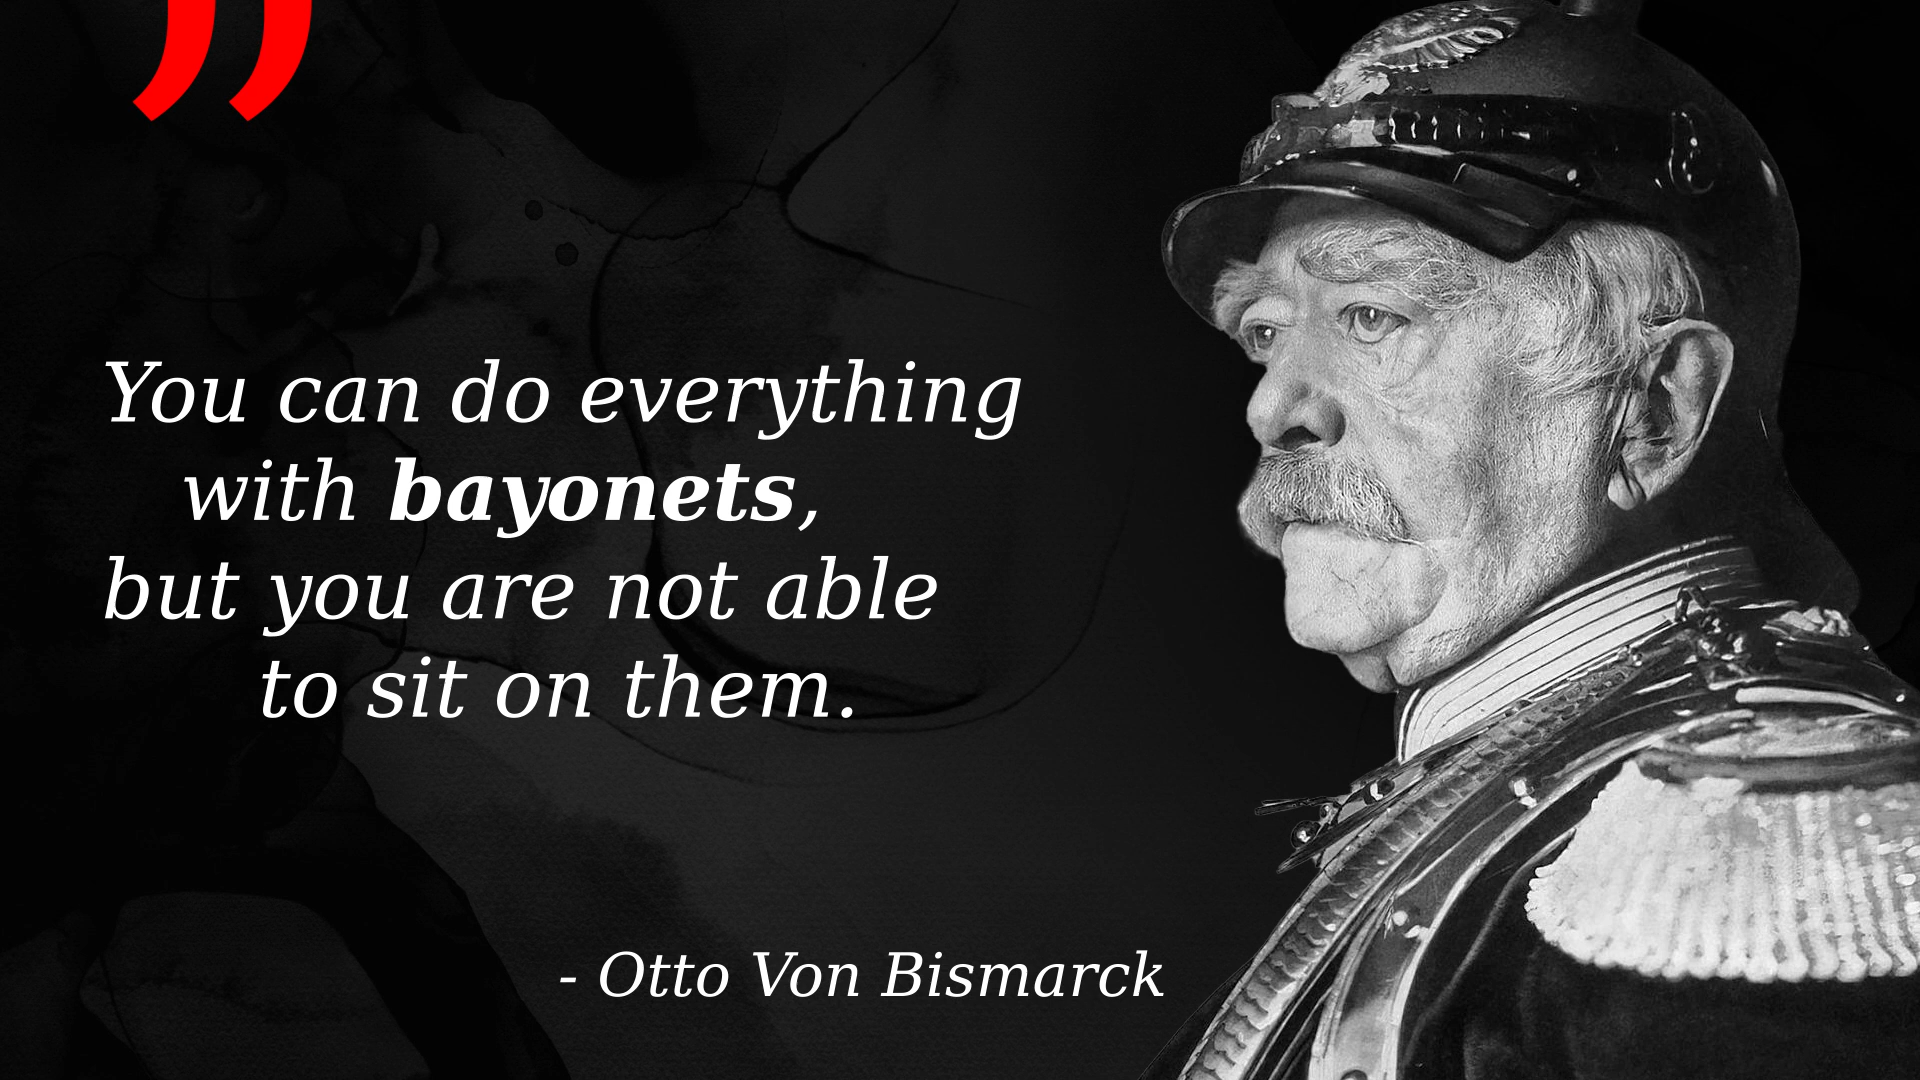 ”
You can do everything
with bayonets,
but you are not able
to sit on them.
- Otto Von Bismarck